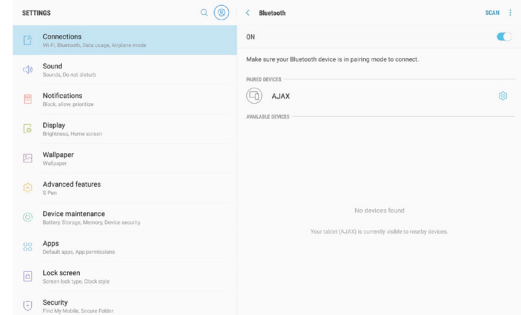 SETTINGS
Connections
Wi-Fi, Bluetooth, Data usage, Airplane mode
Sound
Sounds, Do not disturb
Notifications
Block, allow, prioritize
Display
Brightness, Home screen
Wallpaper
Wallpaper
Advanced features
S Pen
Device maintenance
Battery, Storage, Memory, Device security
Apps
Default apps, App permissions
Lock screen
Screen lock type, Clock style
Security
Find My Mobile, Secure Folder
Bluetooth
SCAN
ON
Make sure your Bluetooth device is in pairing mode to connect.
PAIRED DEVICES
AJAX
AVAILABLE DEVICES
No devices found
Your tablet (AJAX) is currently visible to nearby devices.